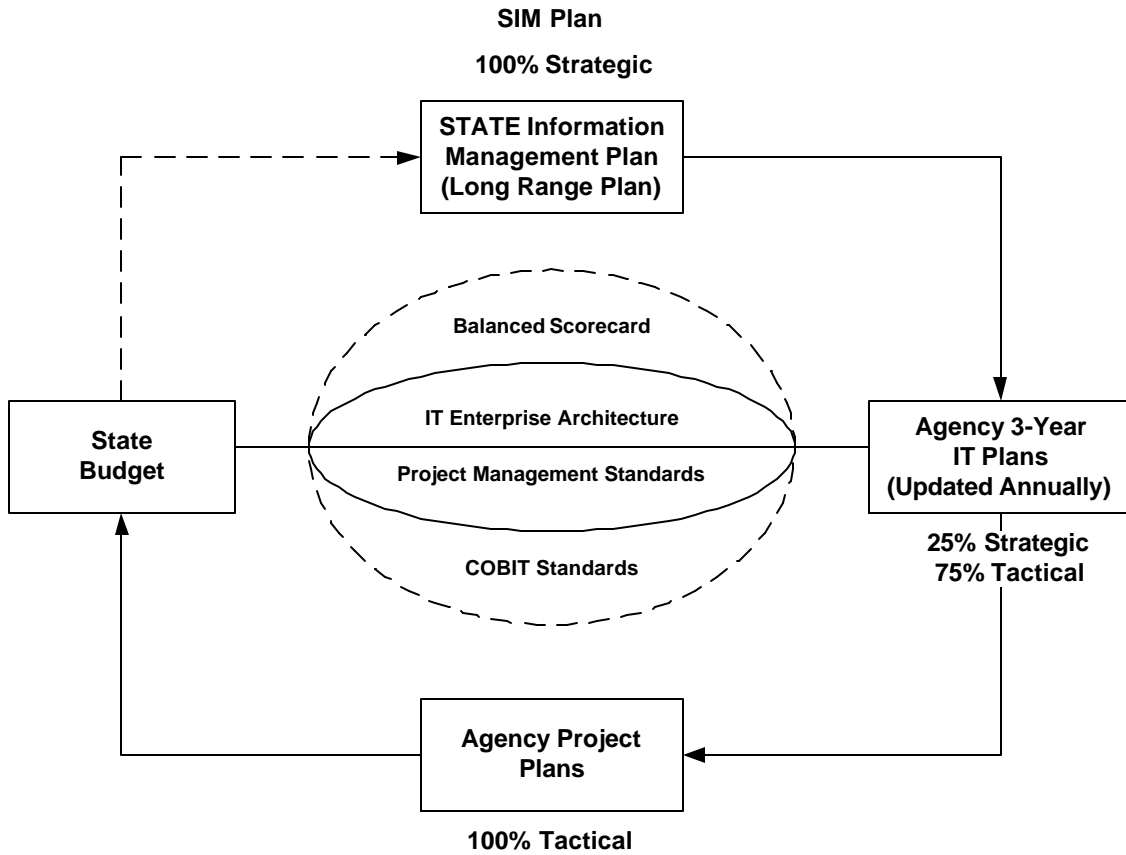 SIM Plan
100% Strategic
STATE Information
Management Plan
(Long Range Plan)
Balanced Scorecard
IT Enterprise Architecture
Project Management Standards
COBIT Standards
State
Budget
Agency 3-Year
IT Plans
(Updated Annually)
25% Strategic
75% Tactical
Agency Project
Plans
100% Tactical